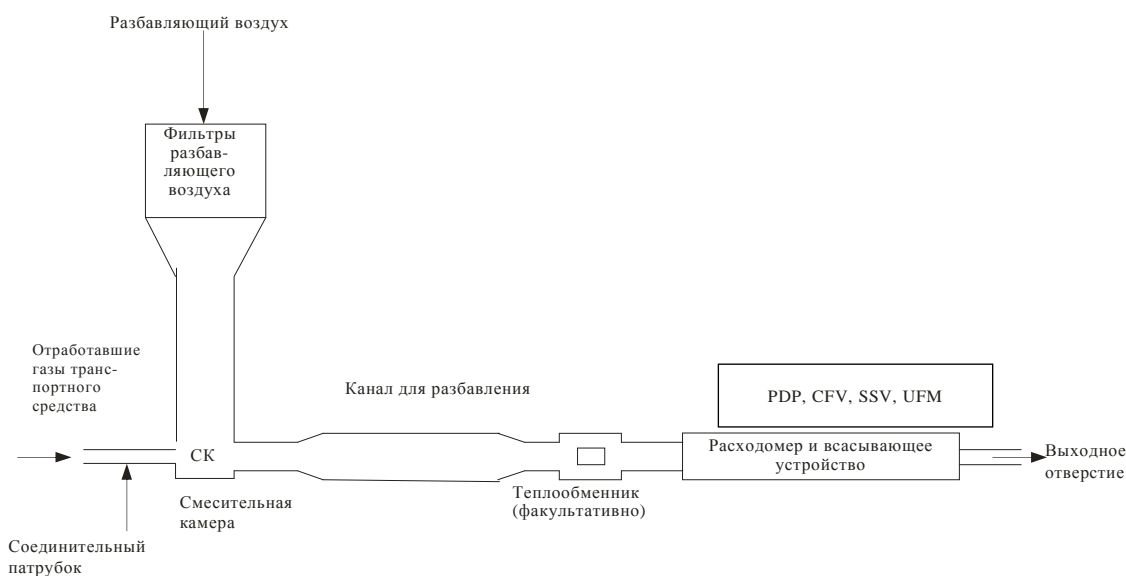 Разбавляющий воздух
Фильтры
разбав-
ляющего
воздуха
Отработавшие
газы транс-
портного
средства
Канал для разбавления
PDP, CFV, SSV, UFM
СК
Расходомер и всасывающее
устройство
Выходное
отверстие
Смесительная
камера
Теплообменник
(факультативно)
Соединительный
патрубок